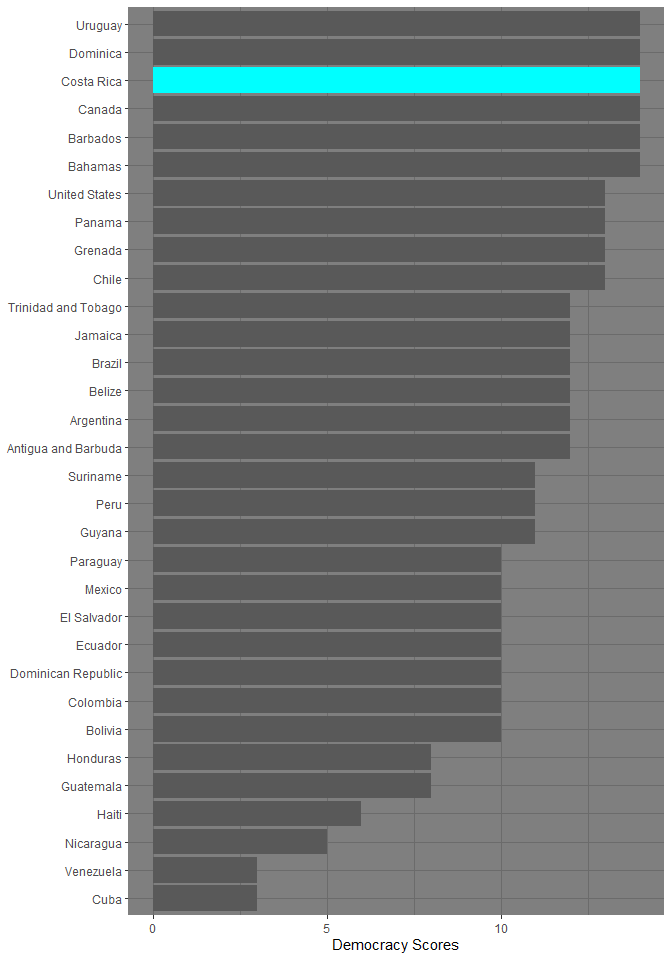 Uruguay
Dominica
Costa Rica
Canada
Barbados
Bahamas
United States
Panama
Grenada
Chile
Trinidad and Tobago
Jamaica
Brazil
Belize
Argentina
Antigua and Barbuda
Suriname
Peru
Guyana
Paraguay
Mexico
El Salvador
Ecuador
Dominican Republic
Colombia
Bolivia
Honduras
Guatemala
Haiti
Nicaragua
Venezuela
Cuba
0 5 10
Democracy Scores